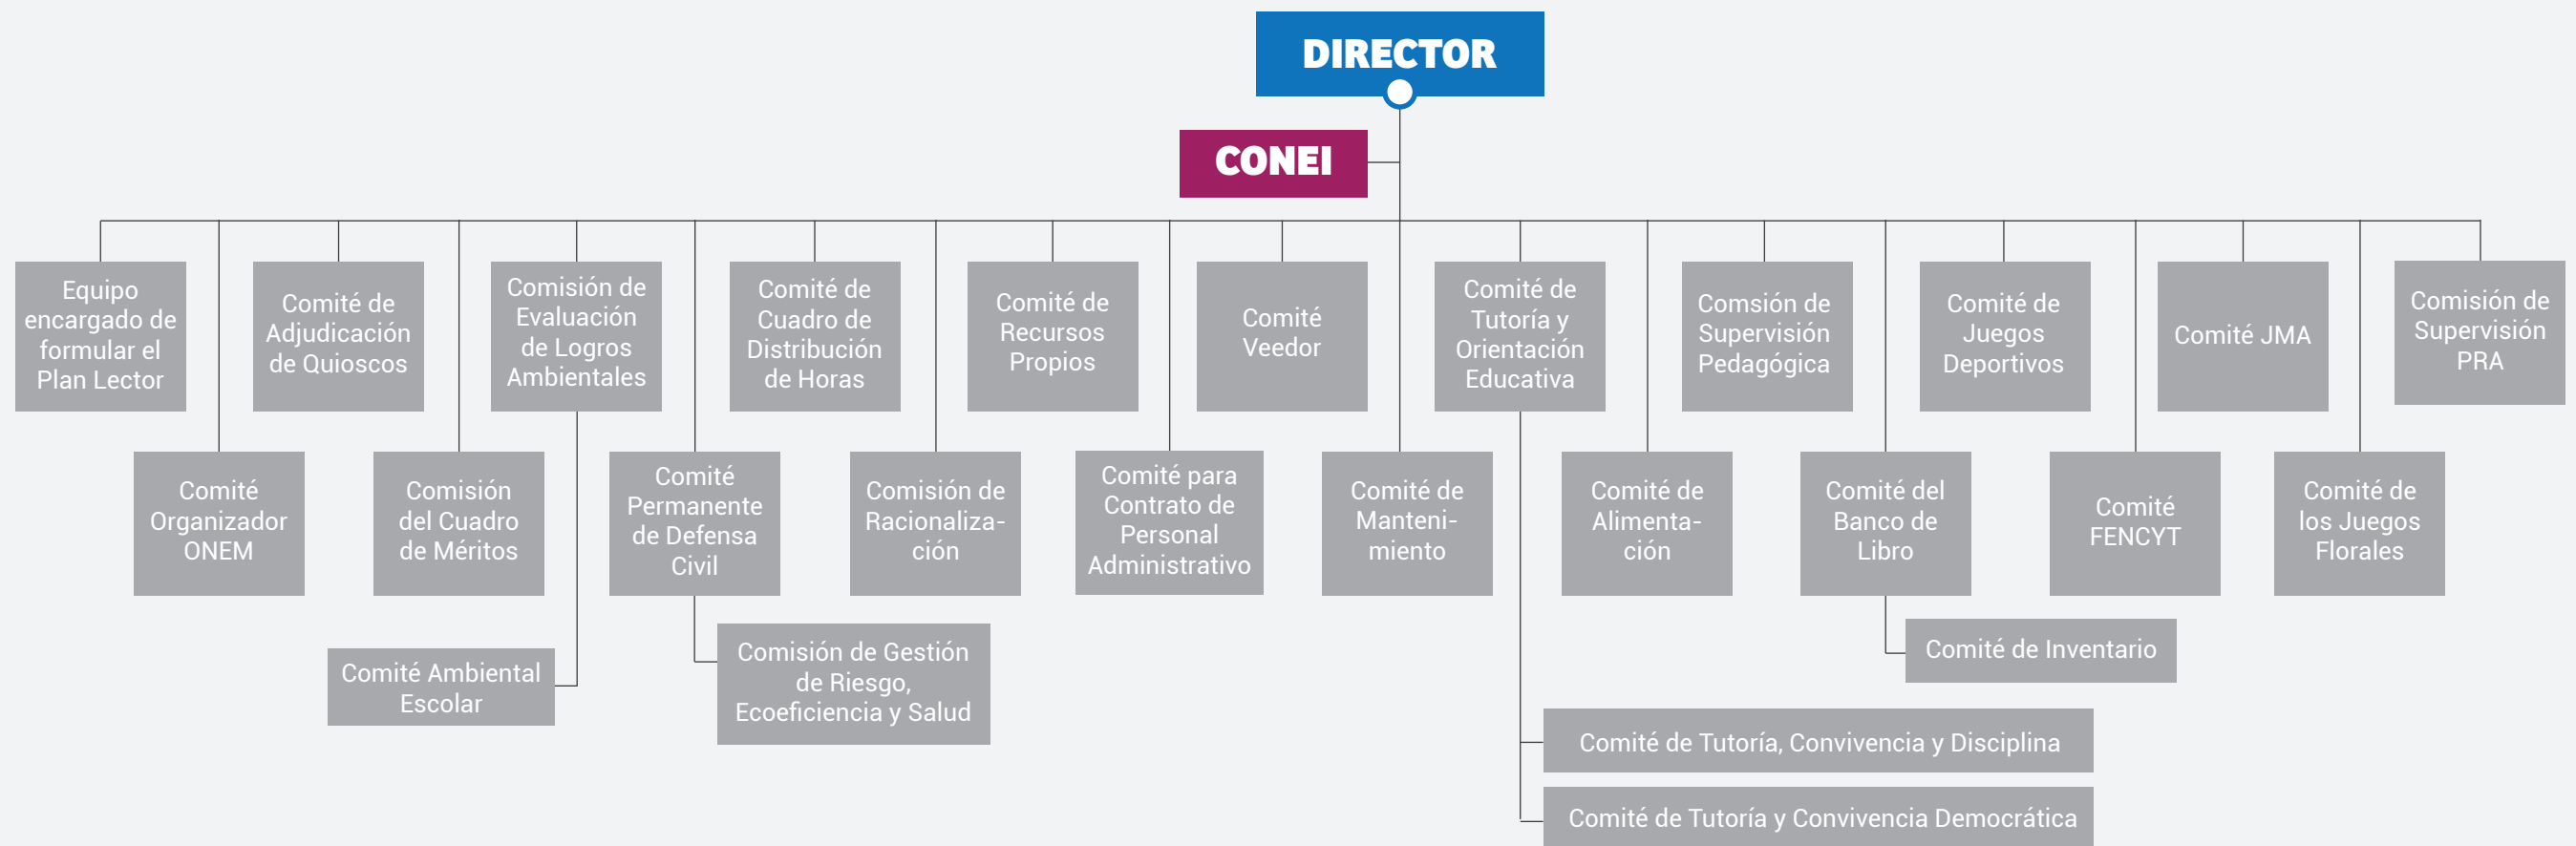 DIRECTOR
CONEI
Equipo
encargado de
formular el
Plan Lector
Comité de
Adjudicación
de Quioscos
Comisión de
Evaluación
de Logros
Ambientales
Comité de
Cuadro de
Distribución
de Horas
Comité de
Recursos
Propios
Comité
Veedor
Comité de
Tutoría y
Orientación
Educativa
Comsión de
Supervisión
Pedagógica
Comité de
Juegos
Deportivos
Comité JMA
Comisión de
Supervisión
PRA
Comité
Organizador
ONEM
Comisión
del Cuadro
de Méritos
Comité
Permanente
de Defensa
Civil
Comisión de
Racionaliza-
ción
Comité para
Contrato de
Personal
Administrativo
Comité de
Manteni-
miento
Comité de
Alimenta-
ción
Comité del
Banco de
Libro
Comité
FENCYT
Comité de
los Juegos
Florales
Comité Ambiental
Escolar
Comisión de Gestión
de Riesgo,
Ecoeficiencia y Salud
Comité de Inventario
Comité de Tutoría, Convivencia y Disciplina
Comité de Tutoría y Convivencia Democrática